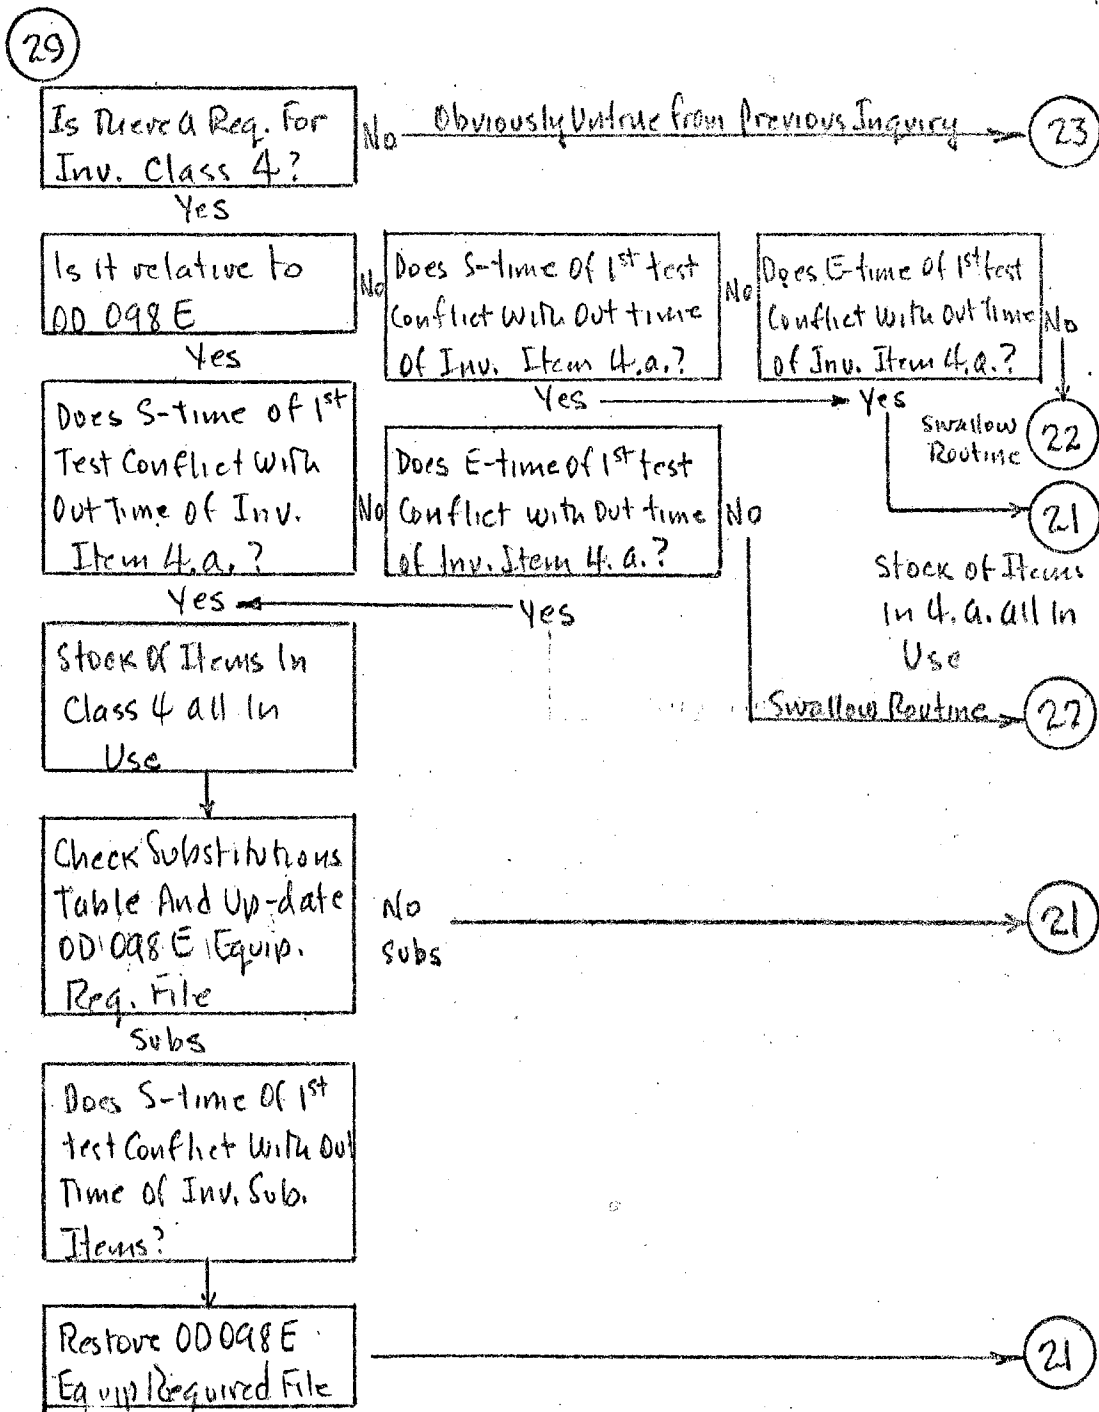 29
Is There a Req. For
Inv. Class 4?
No
Obviously Untrue from Previous Inquiry
23
Yes
Is it relative to
OD 098 E
No
Does S-time Of 1st test
Conflict With Out time
Of Inv. Item 4.a.?
No
Does E-time of 1st test
Conflict With Out Time
of Inv. Item 4.a.?
No
Yes
Yes
Yes
Swallow
Routine
22
Does S-time of 1st
Test Conflict With
Out Time Of Inv.
Item 4.a.?
No
Does E-time of 1st test
Conflict with Out time
of Inv. Item 4.a.?
No
21
Stock of Items
In 4.a. all In
Use
Yes
Yes
Stock Of Items In
Class 4 all In
Use
Swallow Routine
22
Check Substitutions
Table And Up-date
OD 098 E Equip.
Req. File
No
Subs
21
Subs
Does S-time Of 1st
test Conflict With Out
Time of Inv. Sub.
Items?
Restore OD098E
Equip Required File
21